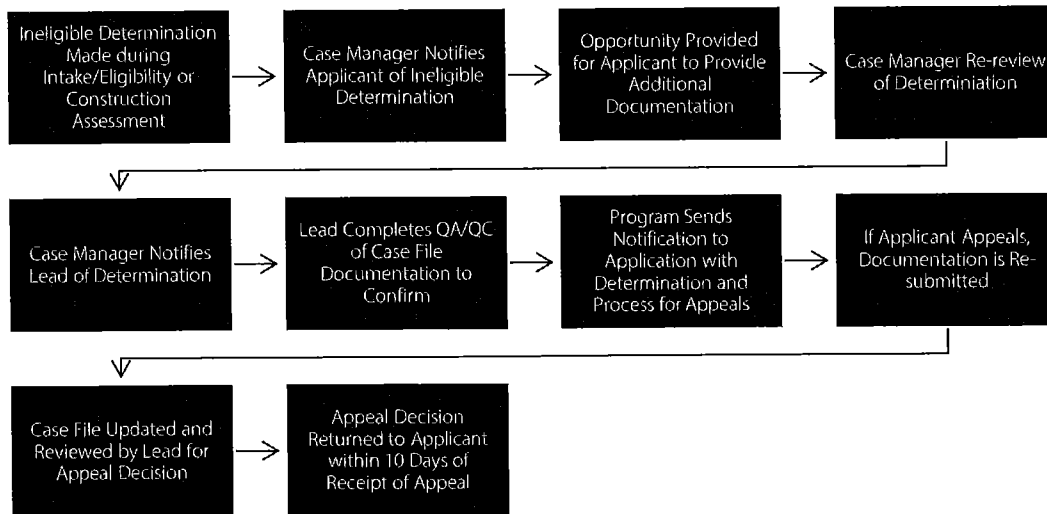 Ineligible Determination
Made during
Intake/Eligibility or
Construction
Assessment
Case Manager Notifies
Applicant of Ineligible
Determination
Opportunity Provided
for Applicant to Provide
Additional
Documentation
Case Manager Re-review
of Determiniation
Case Manager Notifies
Lead of Determination
Lead Completes QA/QC
of Case File
Documentation to
Confirm
Program Sends
Notification to
Application with
Determination and
Process for Appeals
If Applicant Appeals,
Documentation is Re-
submitted
Case File Updated and
Reviewed by Lead for
Appeal Decision
Appeal Decision
Returned to Applicant
within 10 Days of
Receipt of Appeal